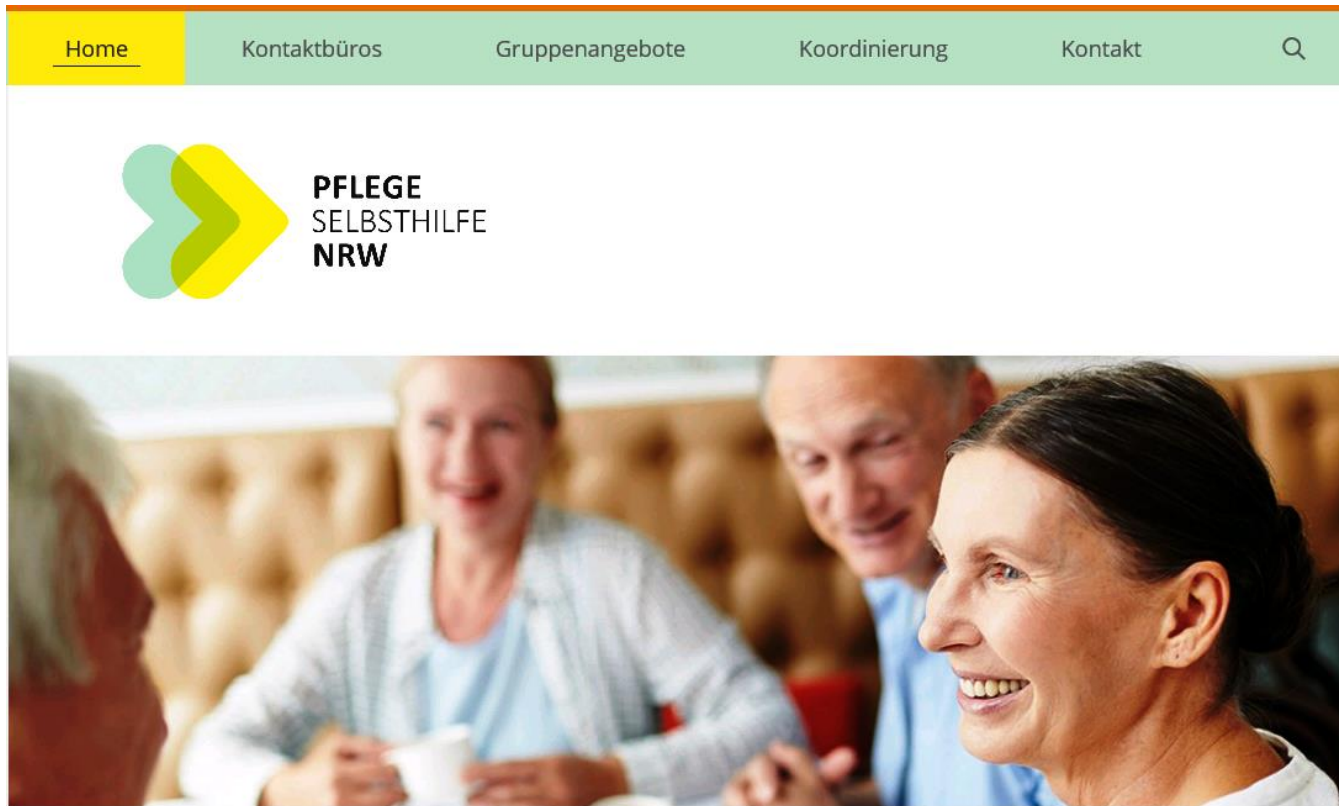 Home Kontaktbüros Gruppenangebote Koordinierung Kontakt
PFLEGE
SELBSTHILFE
NRW